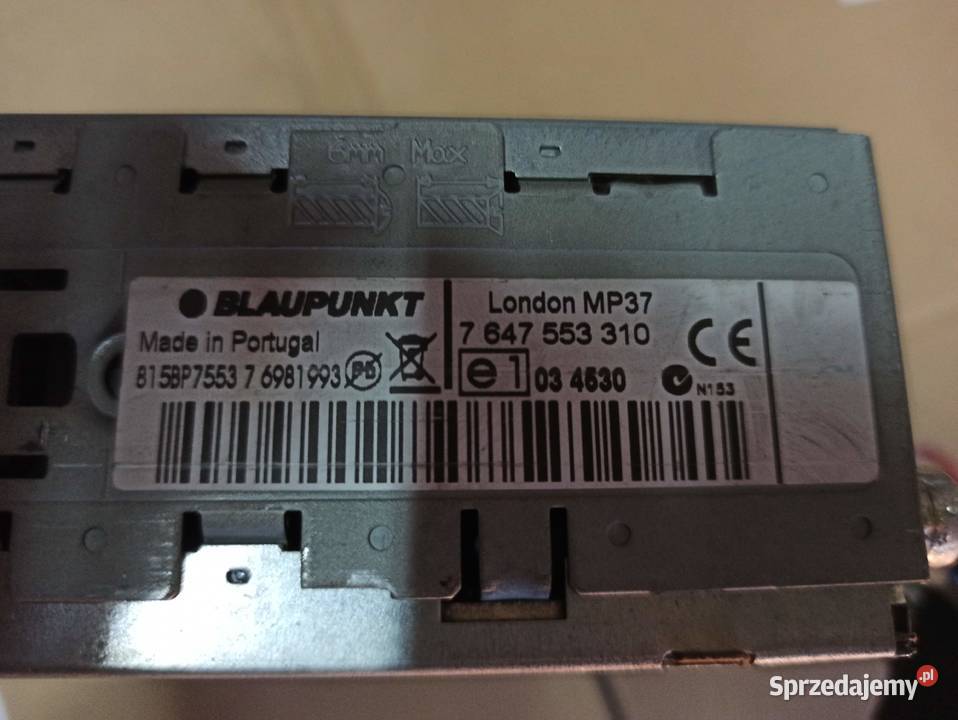 6mm Max
BLAUPUNKT
Made in Portugal
815BP7553 7 6981993 Pb
London MP37
7 647 553 310
e1 03 4530
CE
N153
Sprzedajemy.pl